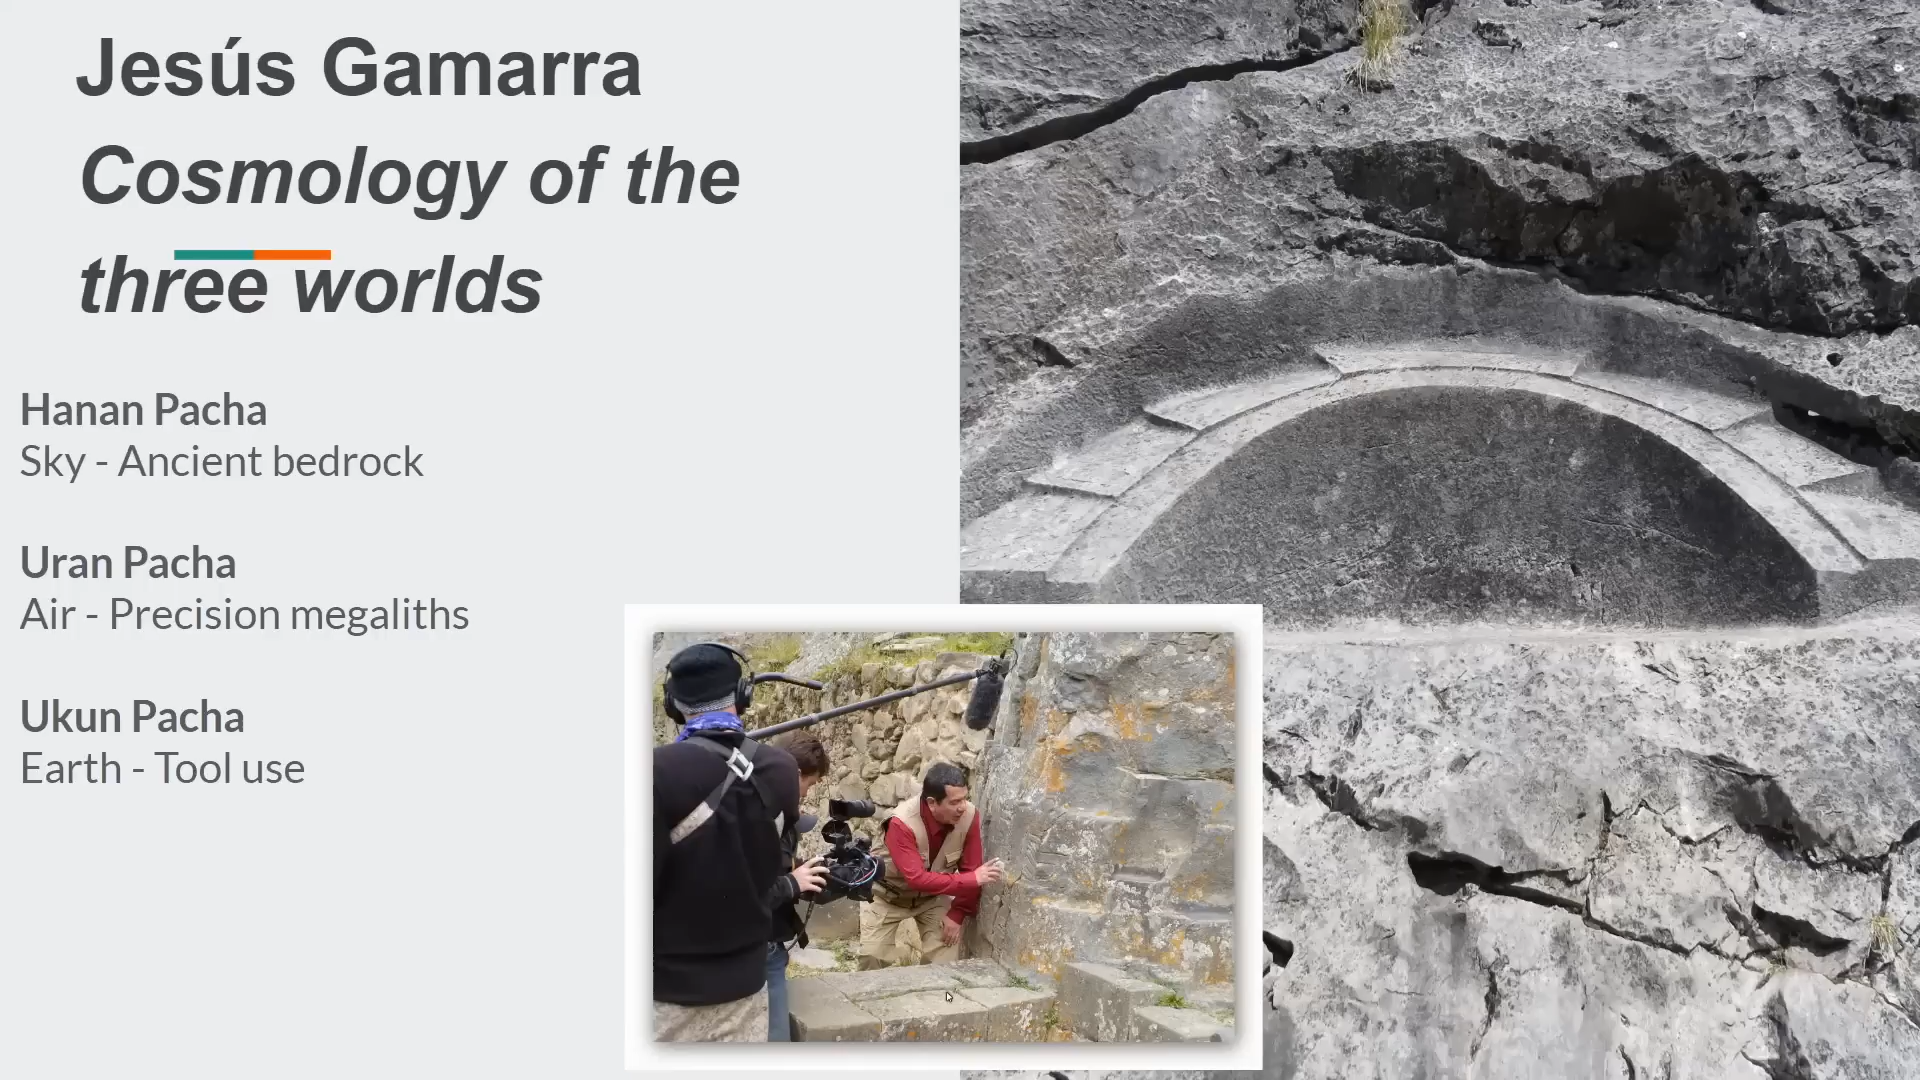 Jesús Gamarra
Cosmology of the
three worlds
Hanan Pacha
Sky - Ancient bedrock
Uran Pacha
Air - Precision megaliths
Ukun Pacha
Earth - Tool use